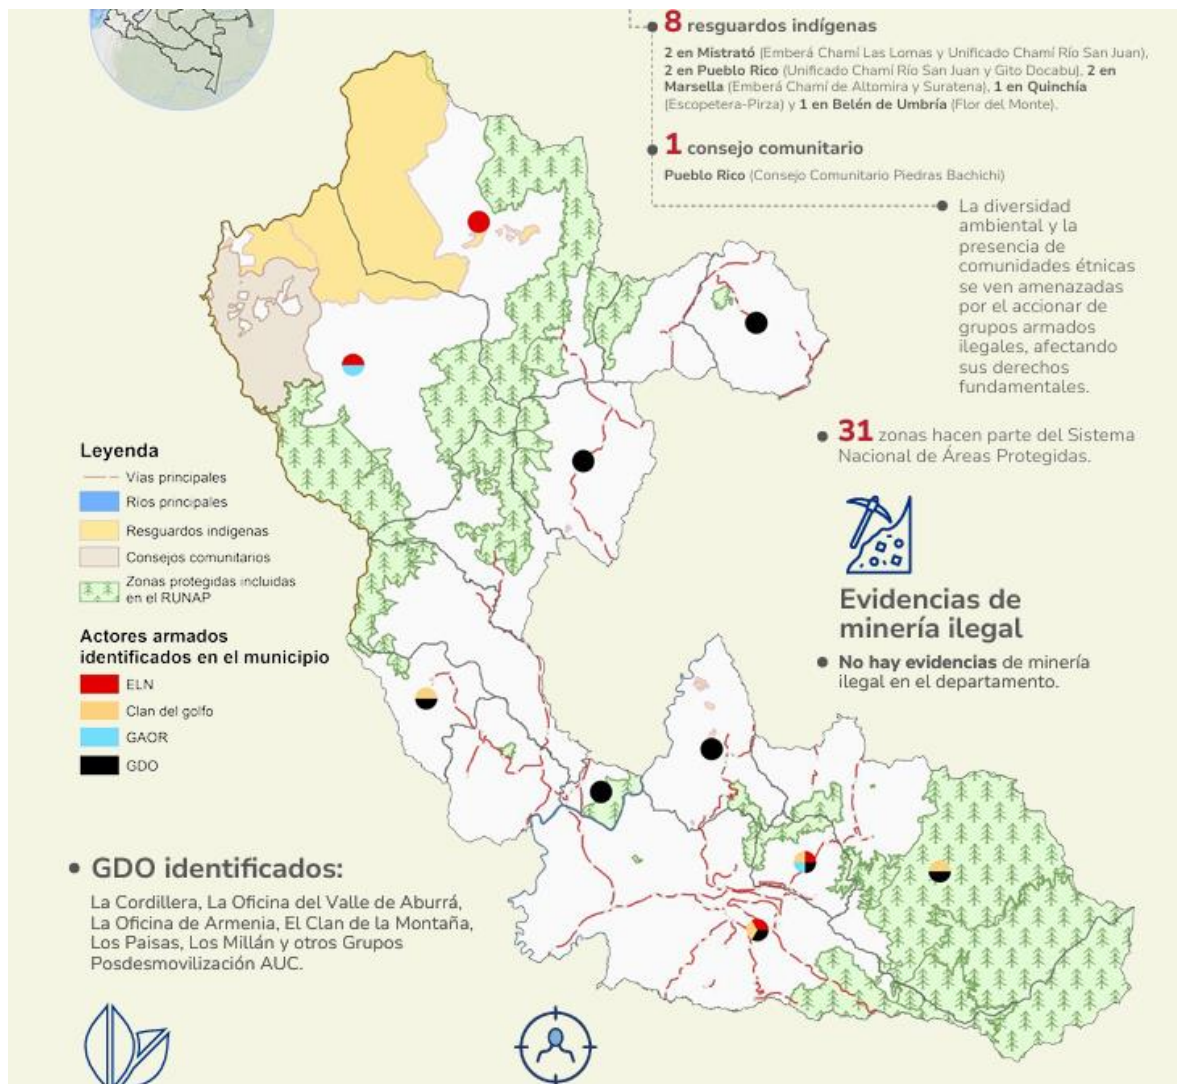 8 resguardos indígenas
2 en Mistrató (Emberá Chamí Las Lomas y Unificado Chamí Río San Juan),
2 en Pueblo Rico (Unificado Chamí Río San Juan y Gito Docabu), 2 en
Marsella (Emberá Chamí de Altomira y Suratena), 1 en Quinchía
(Escopetera-Pirza) y 1 en Belén de Umbría (Flor del Monte).
1 consejo comunitario
Pueblo Rico (Consejo Comunitario Piedras Bachichi)
La diversidad
ambiental y la
presencia de
comunidades étnicas
se ven amenazadas
por el accionar de
grupos armados
ilegales, afectando
sus derechos
fundamentales.
31 zonas hacen parte del Sistema
Nacional de Áreas Protegidas.
Leyenda
Vías principales
Ríos principales
Resguardos indígenas
Consejos comunitarios
Zonas protegidas incluidas
en el RUNAP
Actores armados
identificados en el municipio
ELN
Clan del golfo
GAOR
GDO
Evidencias de
minería ilegal
No hay evidencias de minería
ilegal en el departamento.
GDO identificados:
La Cordillera, La Oficina del Valle de Aburrá,
La Oficina de Armenia, El Clan de la Montaña,
Los Paisas, Los Millán y otros Grupos
Posdesmovilización AUC.